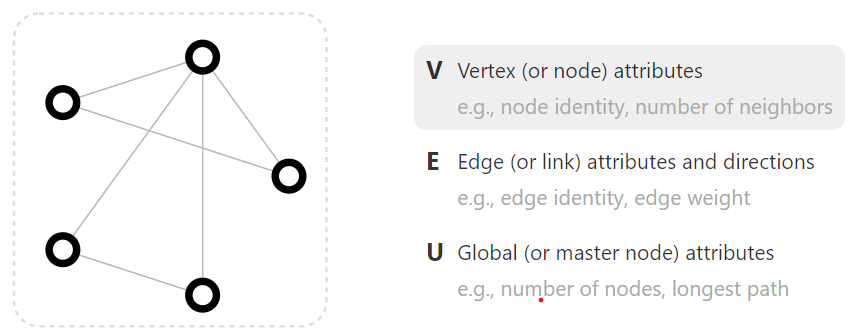 V Vertex (or node) attributes
e.g., node identity, number of neighbors
E Edge (or link) attributes and directions
e.g., edge identity, edge weight
U Global (or master node) attributes
e.g., number of nodes, longest path